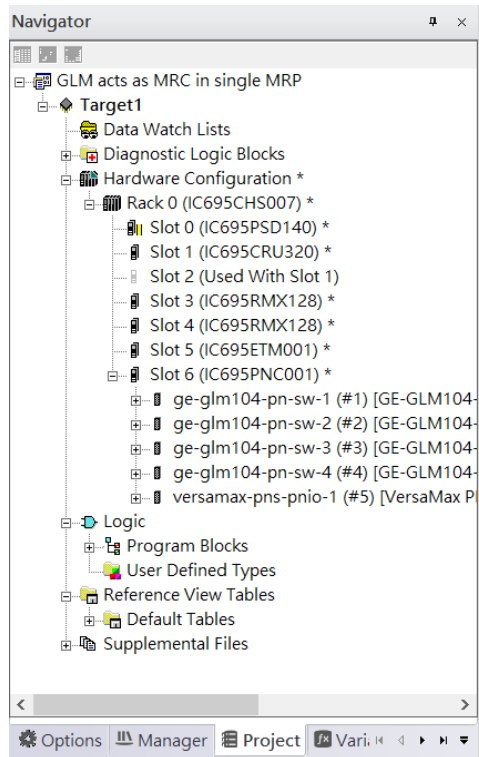 Navigator
GLM acts as MRC in single MRP
Target1
Data Watch Lists
Diagnostic Logic Blocks
Hardware Configuration *
Rack 0 (IC695CHS007) *
Slot 0 (IC695PSD140) *
Slot 1 (IC695CRU320) *
Slot 2 (Used With Slot 1)
Slot 3 (IC695RMX128) *
Slot 4 (IC695RMX128) *
Slot 5 (IC695ETM001) *
Slot 6 (IC695PNC001) *
ge-glm104-pn-sw-1 (#1) [GE-GLM104-
ge-glm104-pn-sw-2 (#2) [GE-GLM104-
ge-glm104-pn-sw-3 (#3) [GE-GLM104-
ge-glm104-pn-sw-4 (#4) [GE-GLM104-
versamax-pns-pnio-1 (#5) [VersaMax P
Logic
Program Blocks
User Defined Types
Reference View Tables
Default Tables
Supplemental Files
Options Manager Project Vari